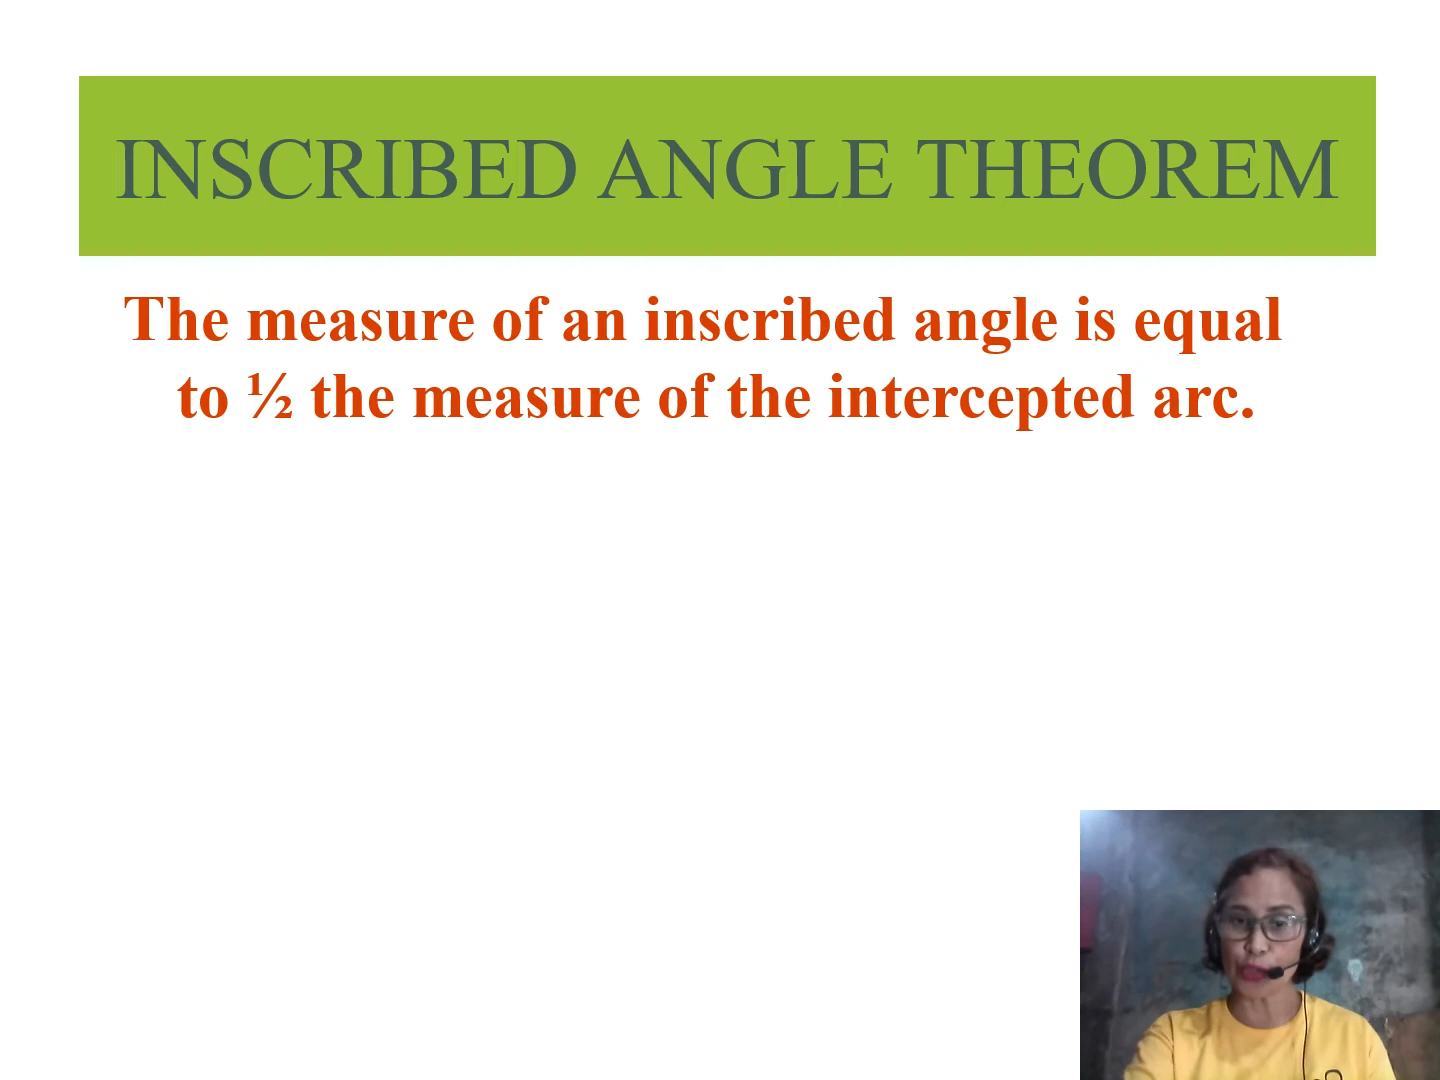 INSCRIBED ANGLE THEOREM
The measure of an inscribed angle is equal
to ½ the measure of the intercepted arc.